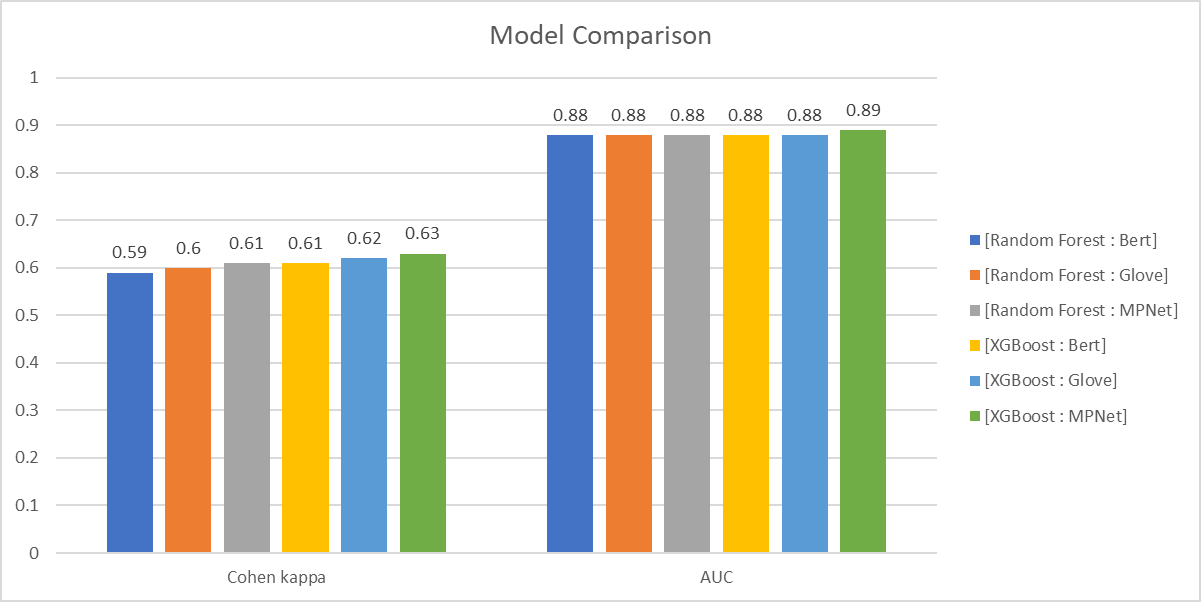 Model Comparison
1
0.9
0.8
0.7
0.6
0.5
0.4
0.3
0.2
0.1
0
0.59
0.6
0.61
0.61
0.62
0.63
0.88
0.88
0.88
0.88
0.88
0.89
Cohen kappa
AUC
[Random Forest : Bert]
[Random Forest : Glove]
[Random Forest : MPNet]
[XGBoost : Bert]
[XGBoost : Glove]
[XGBoost : MPNet]